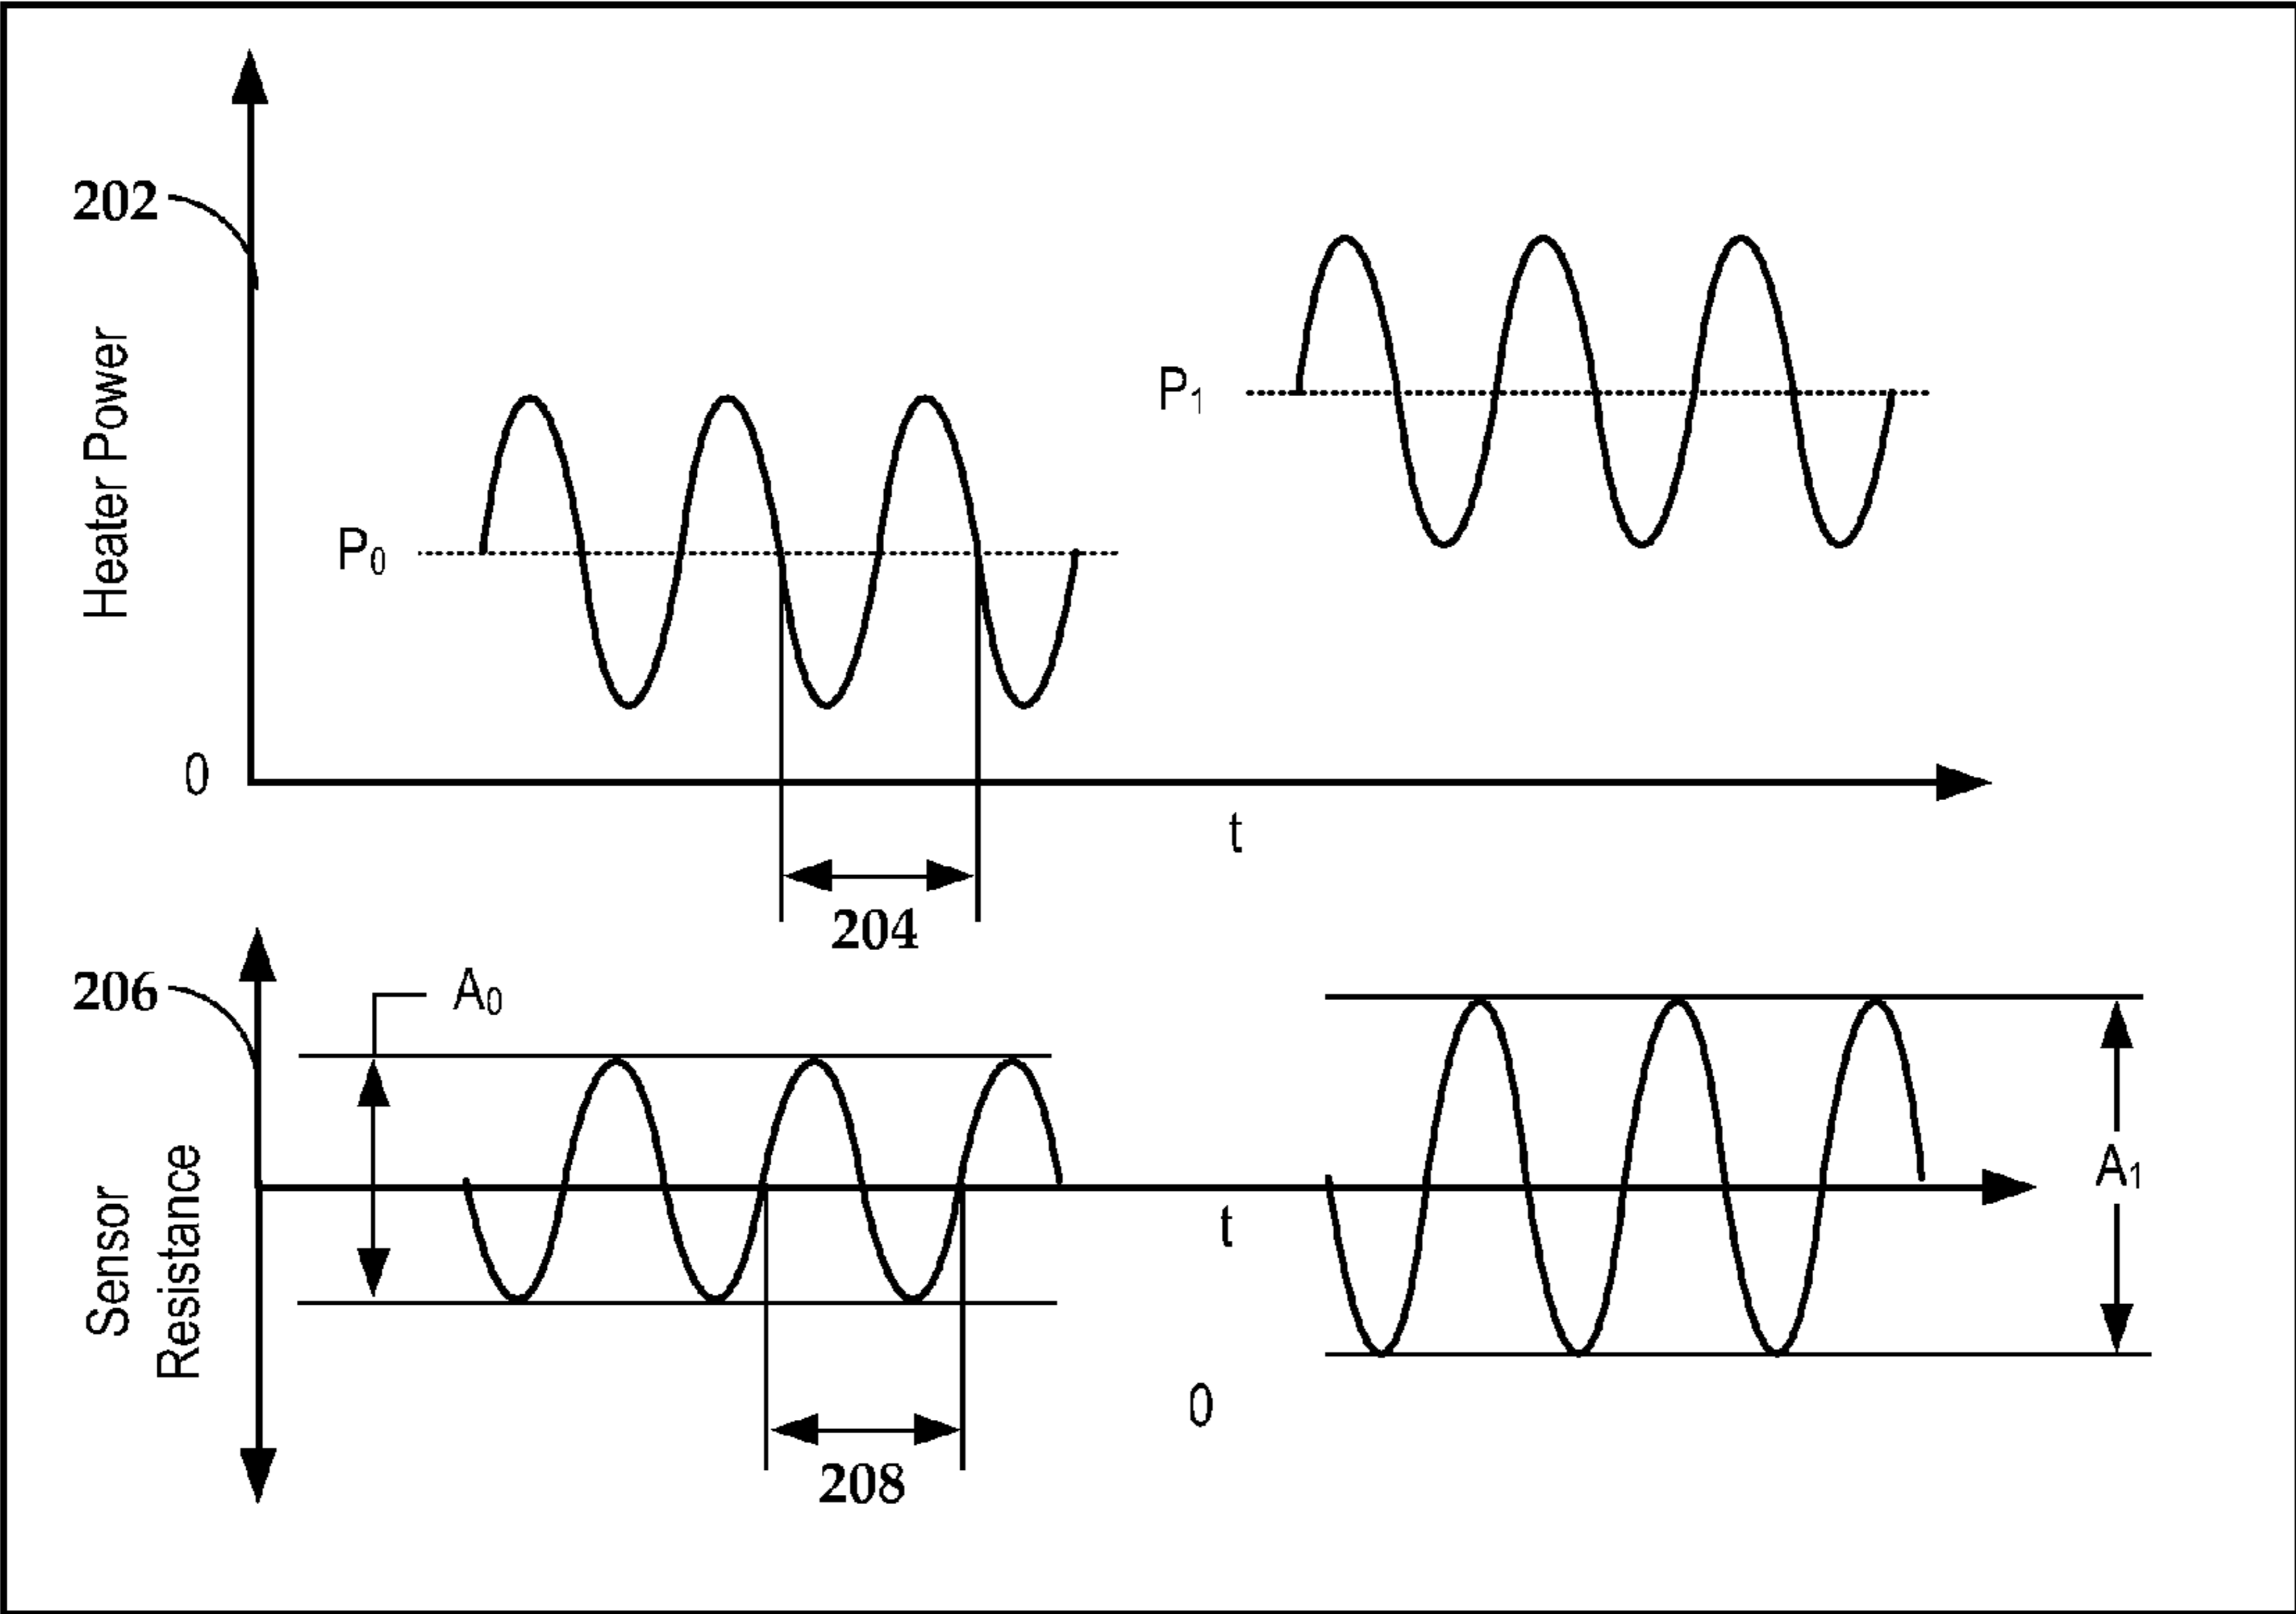 202
Heater Power
P₁
P₀
0
t
204
206
A₀
Sensor
Resistance
A₁
t
0
208